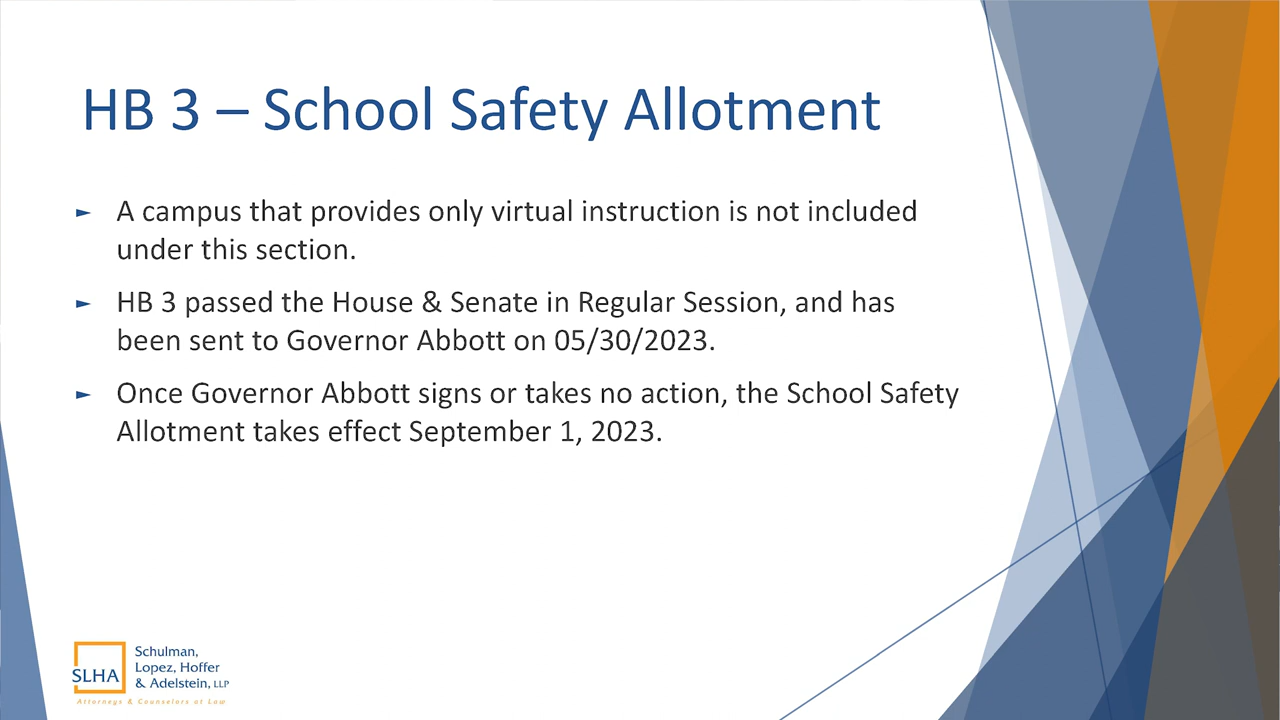 HB 3 – School Safety Allotment
► A campus that provides only virtual instruction is not included
under this section.
► HB 3 passed the House & Senate in Regular Session, and has
been sent to Governor Abbott on 05/30/2023.
► Once Governor Abbott signs or takes no action, the School Safety
Allotment takes effect September 1, 2023.
SLHA
Schulman,
Lopez, Hoffer
& Adelstein, LLP
Attorneys & Counselors at Law